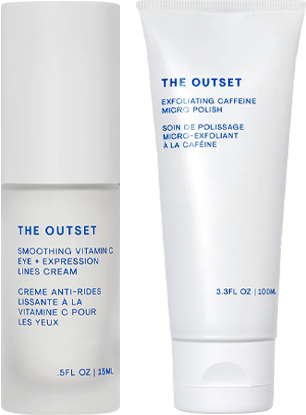 THE OUTSET
SMOOTHING VITAMIN C
EYE + EXPRESSION
LINES CREAM
CREME ANTI-RIDES
LISSANTE À LA
VITAMINE C POUR
LES YEUX
.5FL OZ | 15ML
THE OUTSET
EXFOLIATING CAFFEINE
MICRO POLISH
SOIN DE POLISSAGE
MICRO-EXFOLIANT
À LA CAFÉINE
3.3FL OZ | 100ML